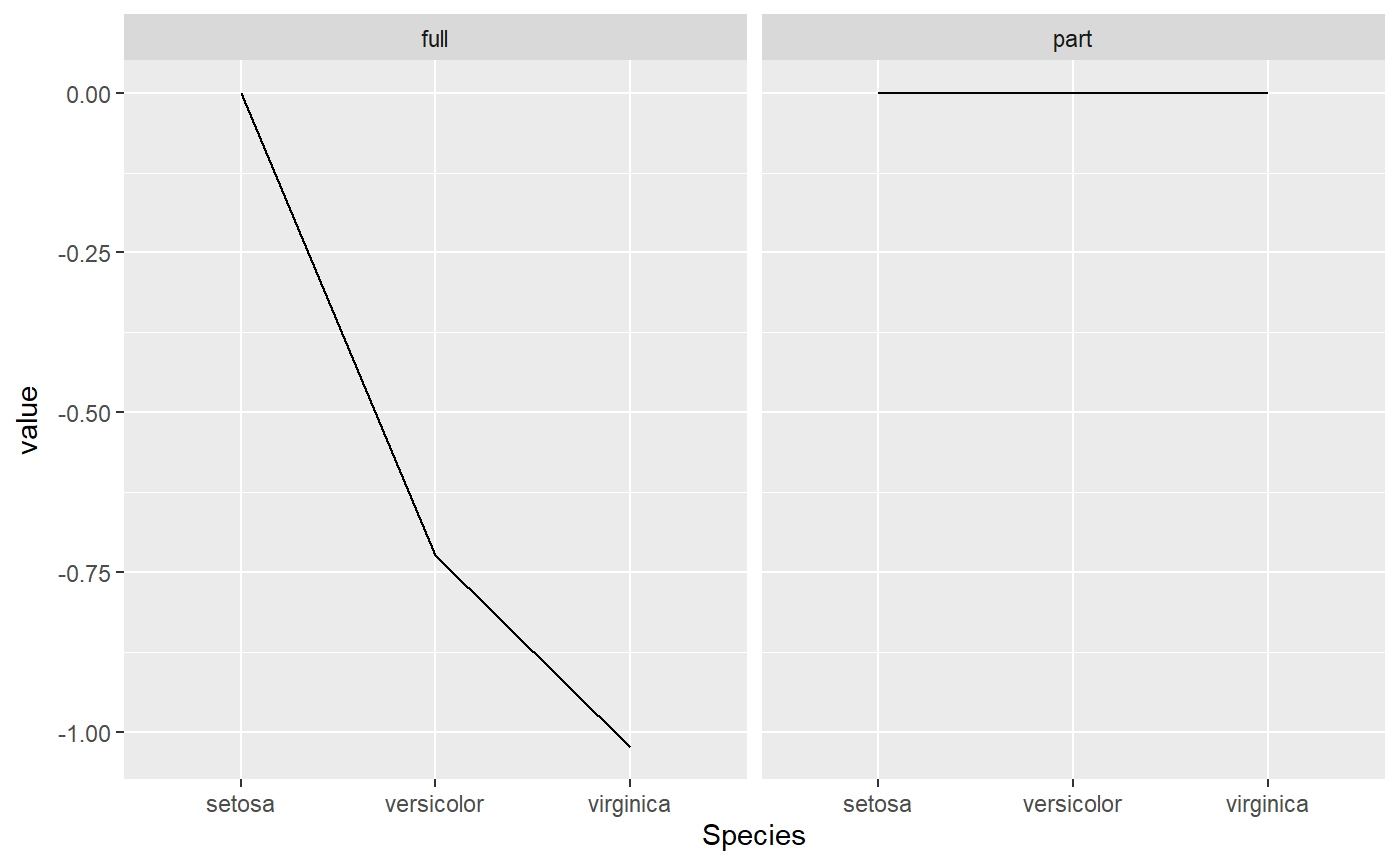 full
part
0.00
-0.25
-0.50
-0.75
-1.00
value
setosa versicolor virginica
setosa versicolor virginica
Species